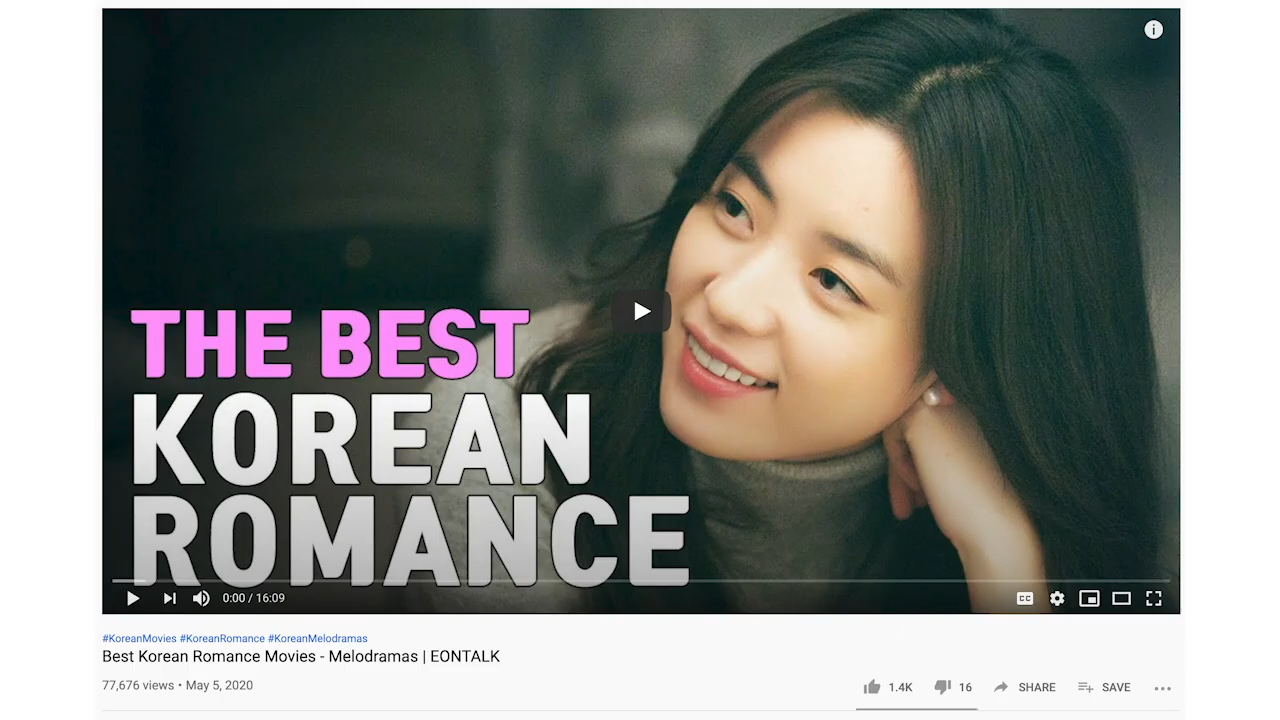 THE BEST
KOREAN
ROMANCE
0:00 / 16:09
CC
#KoreanMovies #KoreanRomance #KoreanMelodramas
Best Korean Romance Movies - Melodramas | EONTALK
77,676 views • May 5, 2020
1.4K 16 SHARE SAVE